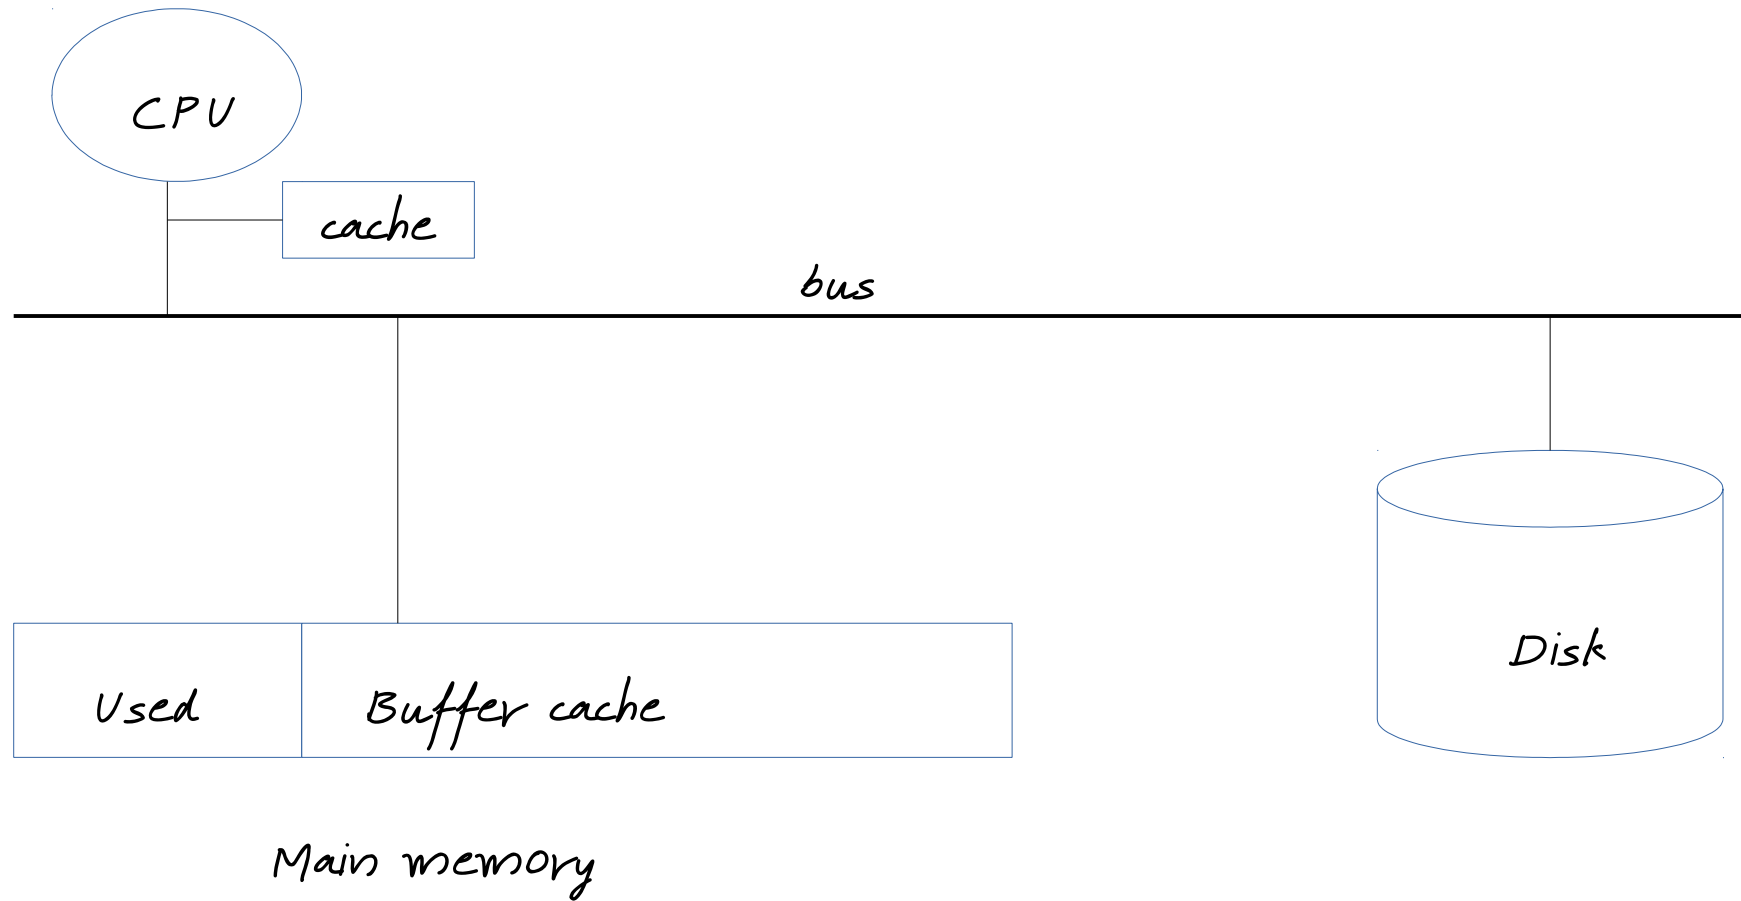 CPU
cache
bus
Disk
Used
Buffer cache
Main memory